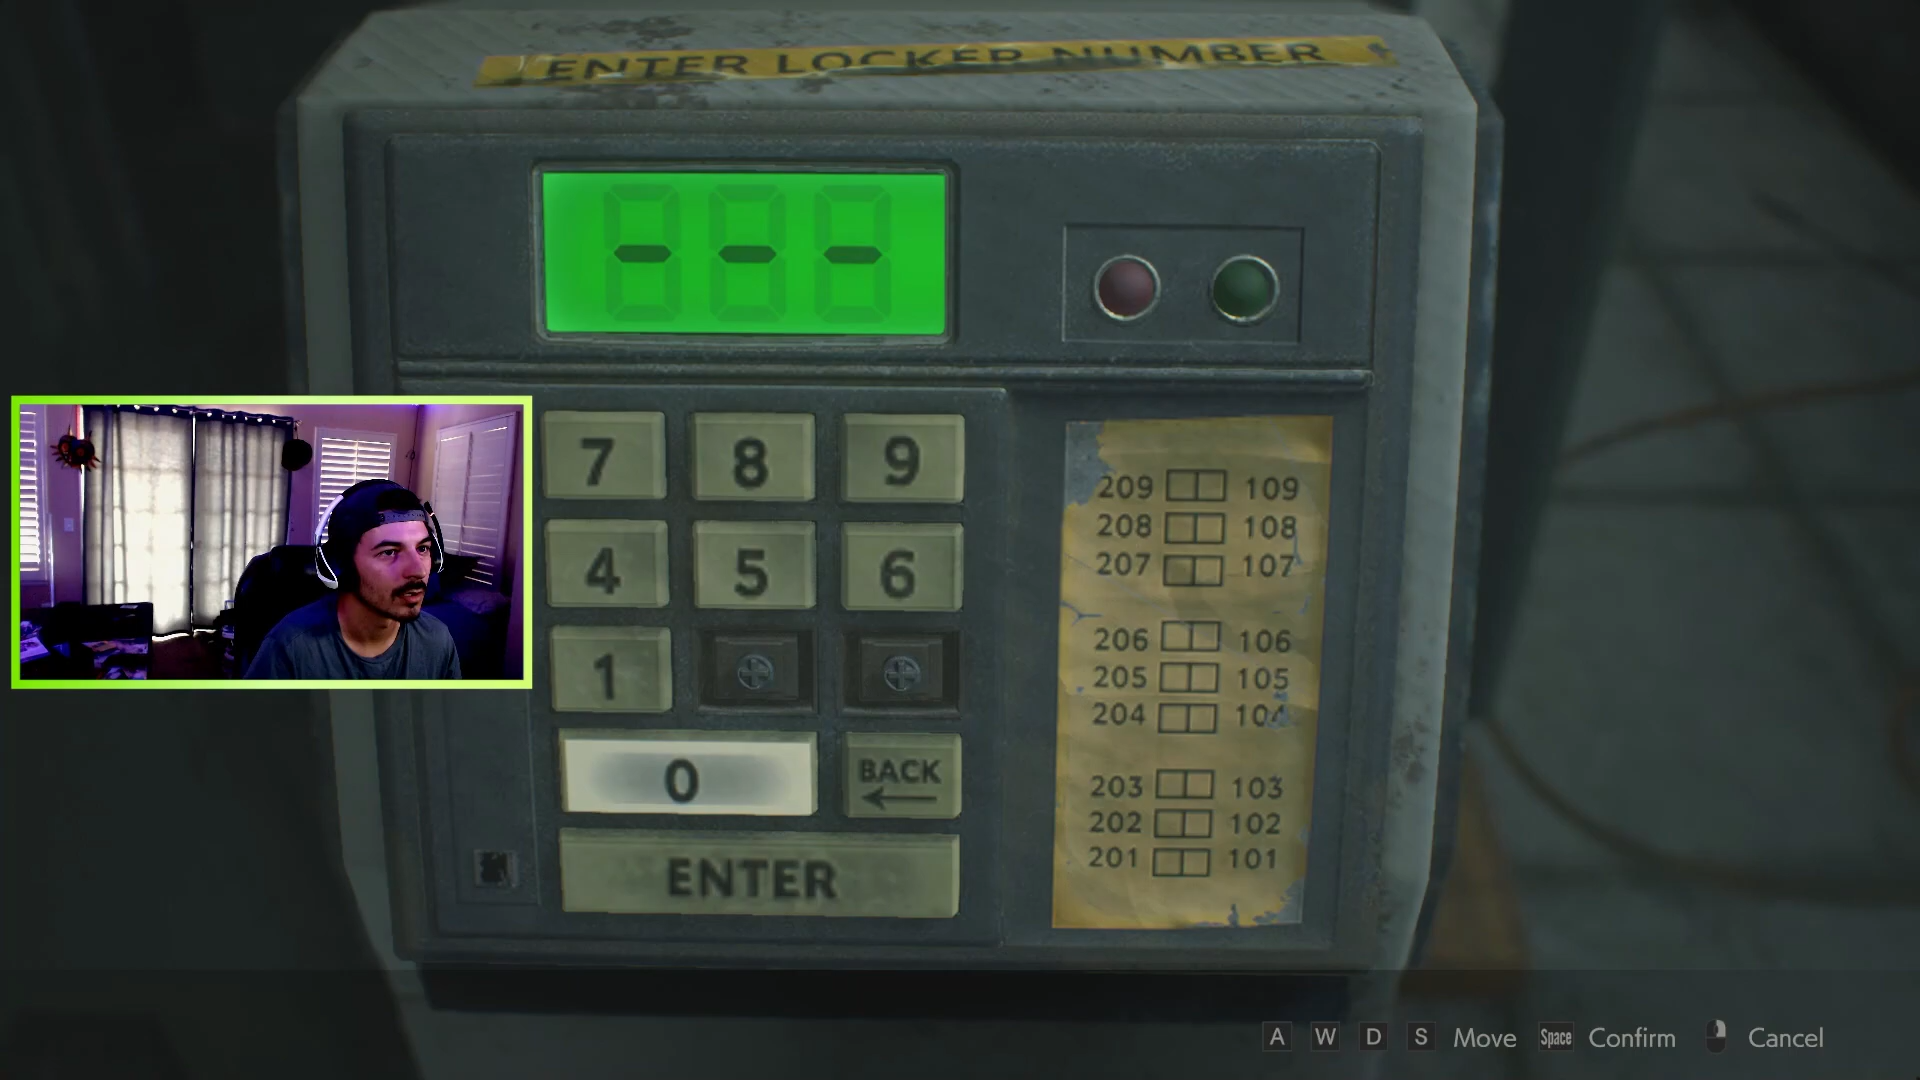 ENTER LOCKER NUMBER
---
7 8 9
4 5 6
1
0 BACK
ENTER
209 109
208 108
207 107
206 106
205 105
204 104
203 103
202 102
201 101
A W D S Move Space Confirm Cancel